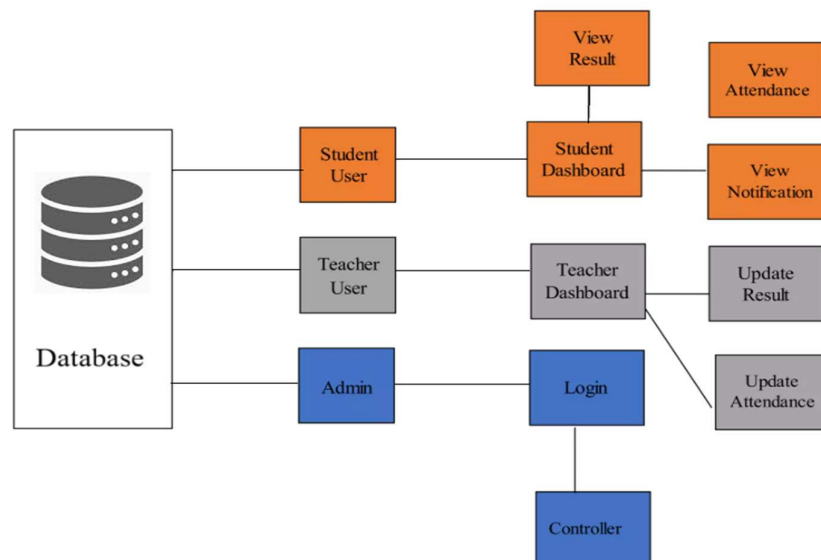 View
Result
View
Attendance
Student
User
Student
Dashboard
View
Notification
Teacher
User
Teacher
Dashboard
Update
Result
Database
Admin
Login
Update
Attendance
Controller